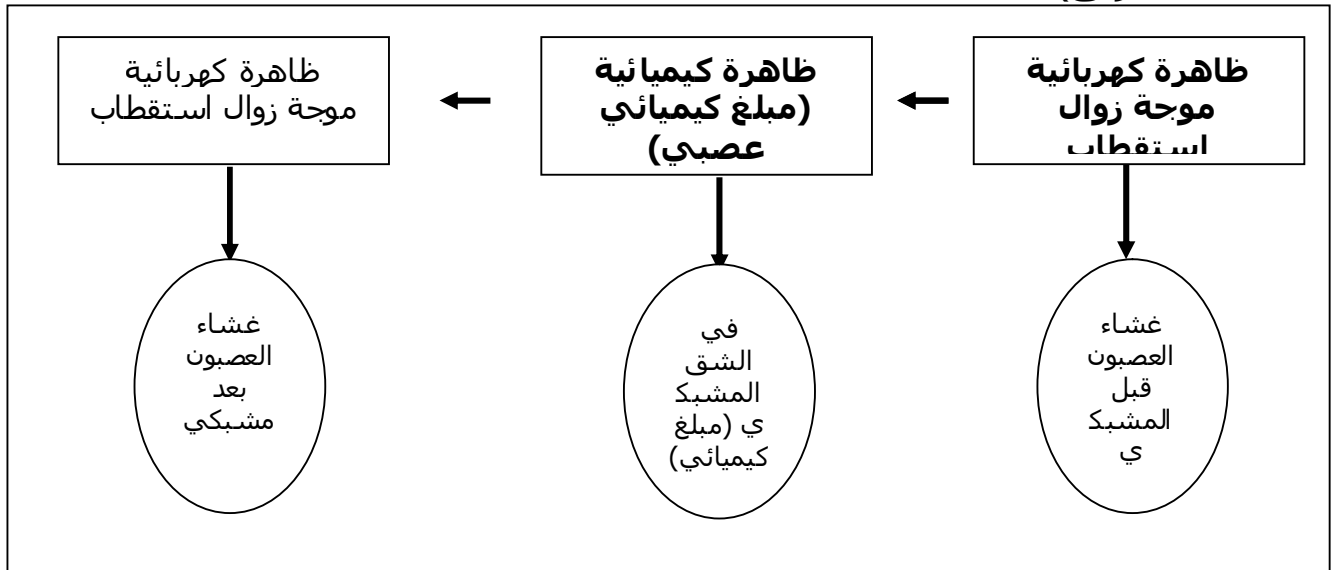 ظاهرة كهربائية
موجة زوال
استقطاب
ظاهرة كيميائية
(مبلغ كيميائي
عصبي)
ظاهرة كهربائية
موجة زوال استقطاب
غشاء
العصبون
قبل
المشبك
ي
في
الشق
المشبك
ي (مبلغ
كيميائي)
غشاء
العصبون
بعد
مشبكي